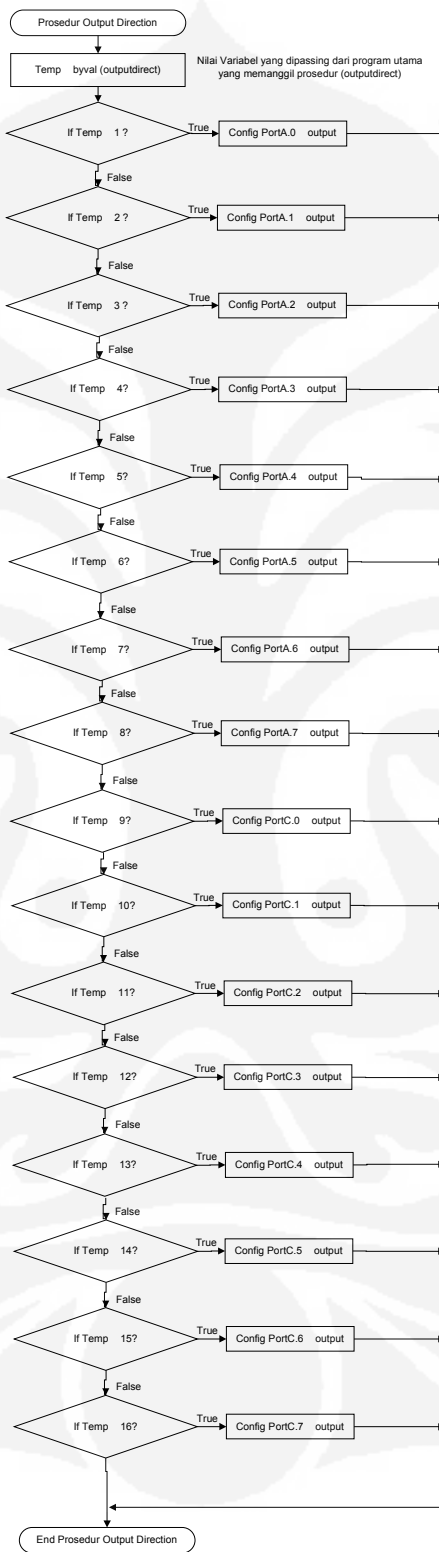 Prosedur Output Direction
Temp byval (outputdirect)
Nilai Variabel yang dipassing dari program utama
yang memanggil prosedur (outputdirect)
If Temp 1 ?
True
Config PortA.0 output
False
If Temp 2 ?
True
Config PortA.1 output
False
If Temp 3 ?
True
Config PortA.2 output
False
If Temp 4?
True
Config PortA.3 output
False
If Temp 5?
True
Config PortA.4 output
False
If Temp 6?
True
Config PortA.5 output
False
If Temp 7?
True
Config PortA.6 output
False
If Temp 8?
True
Config PortA.7 output
False
If Temp 9?
True
Config PortC.0 output
False
If Temp 10?
True
Config PortC.1 output
False
If Temp 11?
True
Config PortC.2 output
False
If Temp 12?
True
Config PortC.3 output
False
If Temp 13?
True
Config PortC.4 output
False
If Temp 14?
True
Config PortC.5 output
False
If Temp 15?
True
Config PortC.6 output
False
If Temp 16?
True
Config PortC.7 output
End Prosedur Output Direction